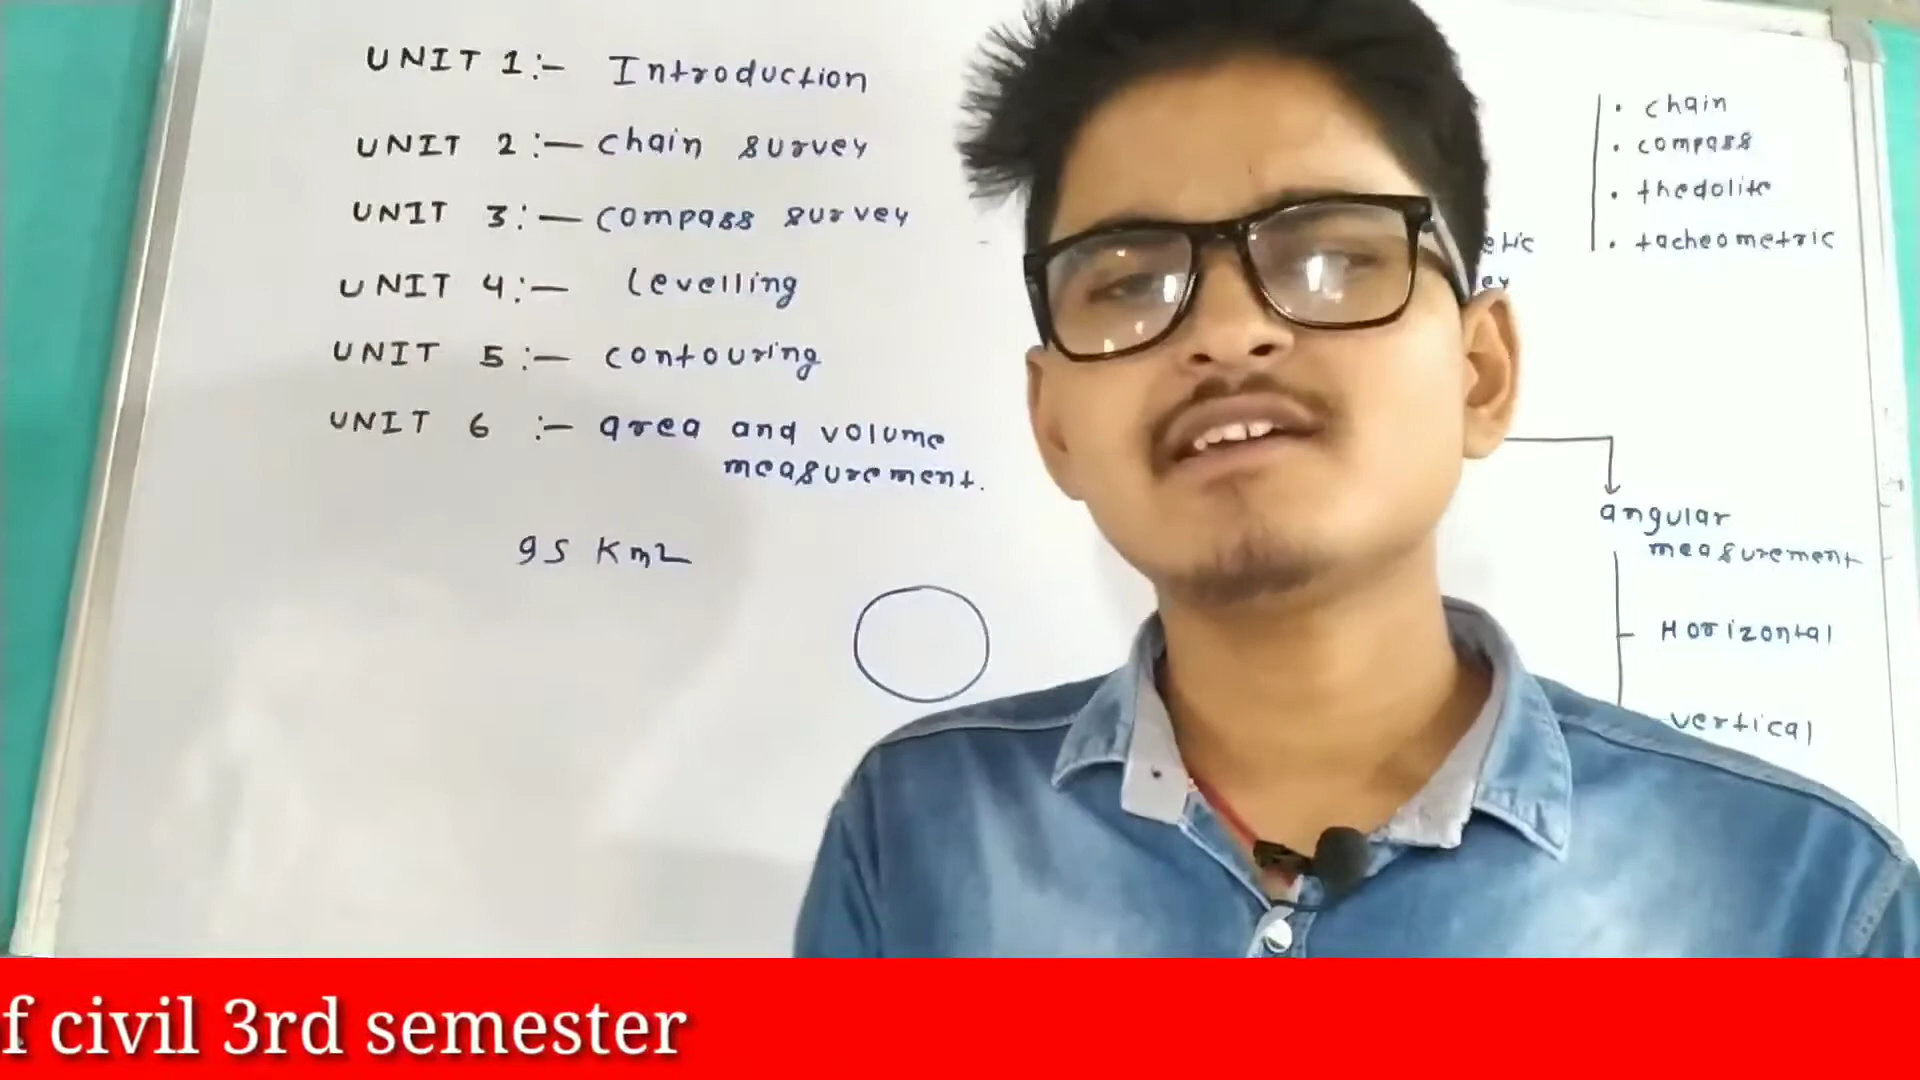 UNIT 1:- Introduction
UNIT 2:- chain survey
UNIT 3:- compass survey
UNIT 4:- levelling
UNIT 5:- contouring
UNIT 6 :- area and volume
measurement.
95 Km2
• chain
• compass
• thedolite
• tacheometric
angular
measurement
Horizontal
vertical
f civil 3rd semester